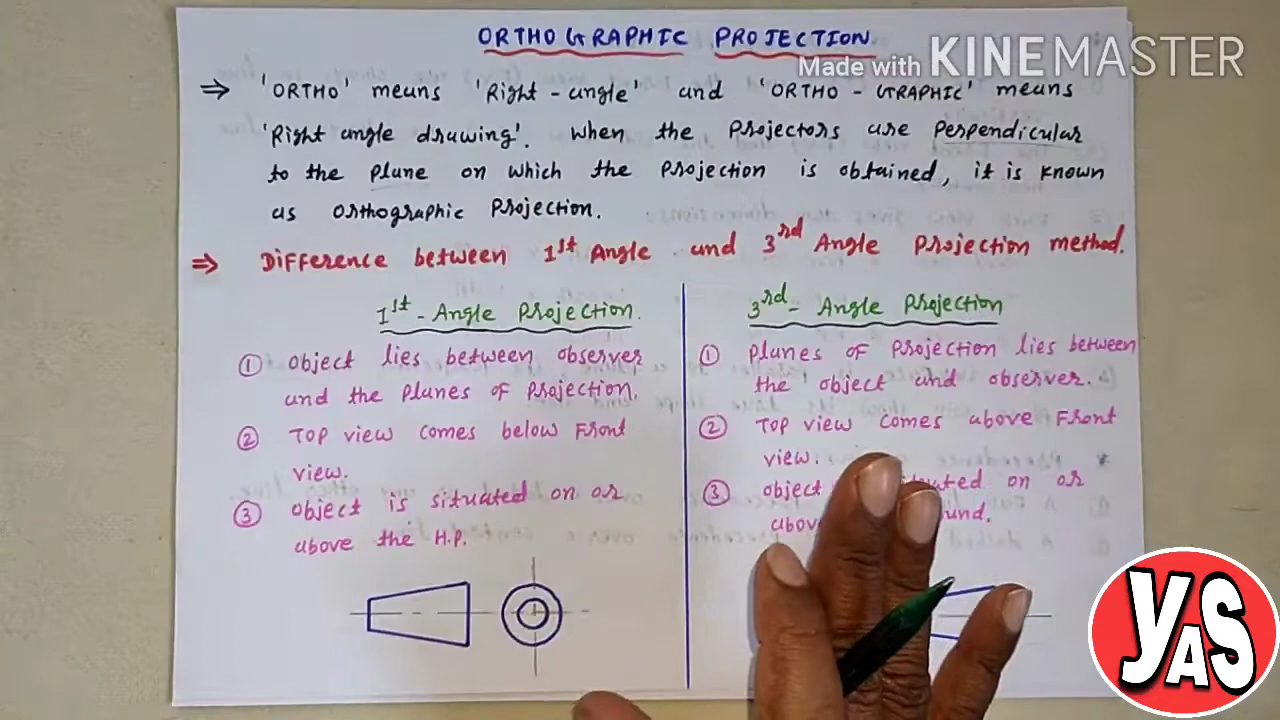 ORTHOGRAPHIC PROJECTION
Made with KINEMASTER
⇒ 'ORTHO' means 'Right-angle' and 'ORTHO-GRAPHIC' means
'Right angle drawing'. When the projectors are perpendicular
to the plane on which the projection is obtained, it is known
as orthographic projection.
⇒ Difference between 1st Angle and 3rd Angle projection method.
1st-Angle projection.
① object lies between observer
and the planes of projection.
② Top view comes below Front
view.
③ object is situated on or
above the H.P.
3rd-Angle projection
① planes of projection lies between
the object and observer.
② Top view comes above Front
view.
③ object on or
YAS